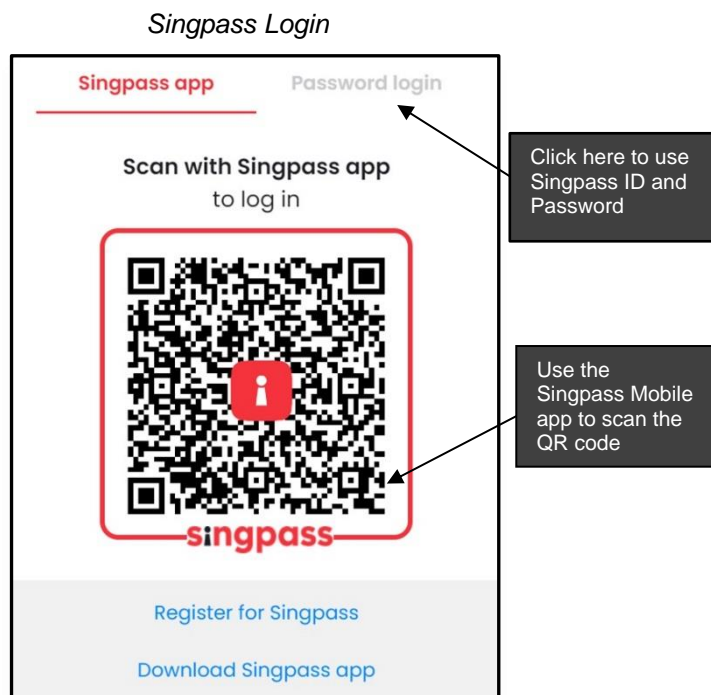 Singpass Login
Singpass app
Password login
Click here to use
Singpass ID and
Password
Scan with Singpass app
to log in
Use the
Singpass Mobile
app to scan the
QR code
singpass
Register for Singpass
Download Singpass app